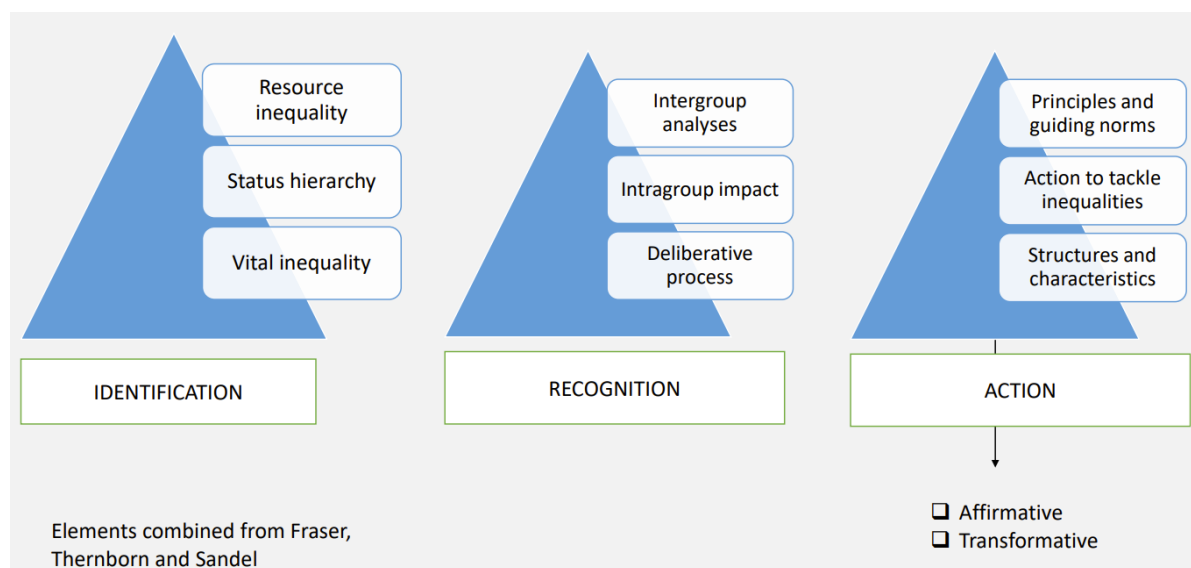 Resource
inequality
Status hierarchy
Vital inequality
IDENTIFICATION
Intergroup
analyses
Intragroup impact
Deliberative
process
RECOGNITION
Principles and
guiding norms
Action to tackle
inequalities
Structures and
characteristics
ACTION
Elements combined from Fraser,
Thernborn and Sandel
Affirmative
Transformative